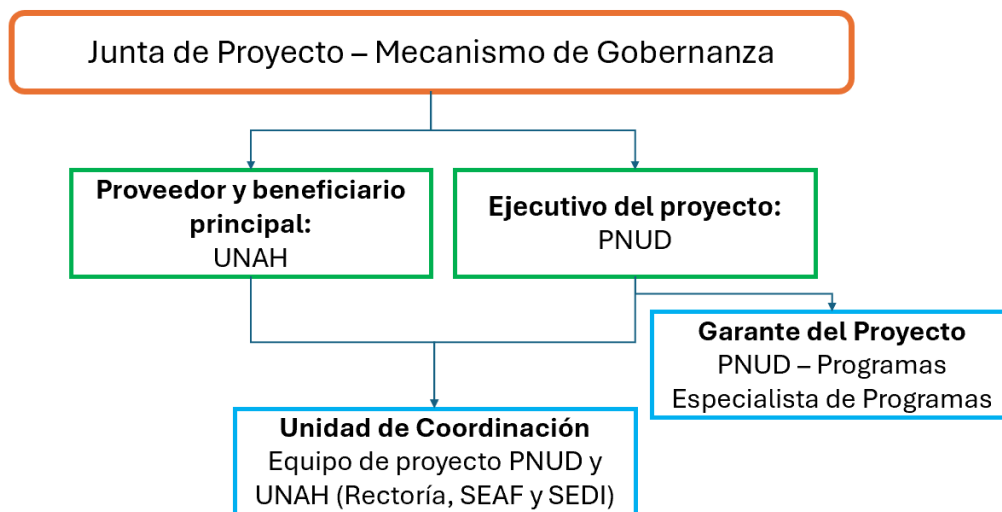 Junta de Proyecto – Mecanismo de Gobernanza
Proveedor y beneficiario
principal:
UNAH
Ejecutivo del proyecto:
PNUD
Garante del Proyecto
PNUD – Programas
Especialista de Programas
Unidad de Coordinación
Equipo de proyecto PNUD y
UNAH (Rectoría, SEAF y SEDI)